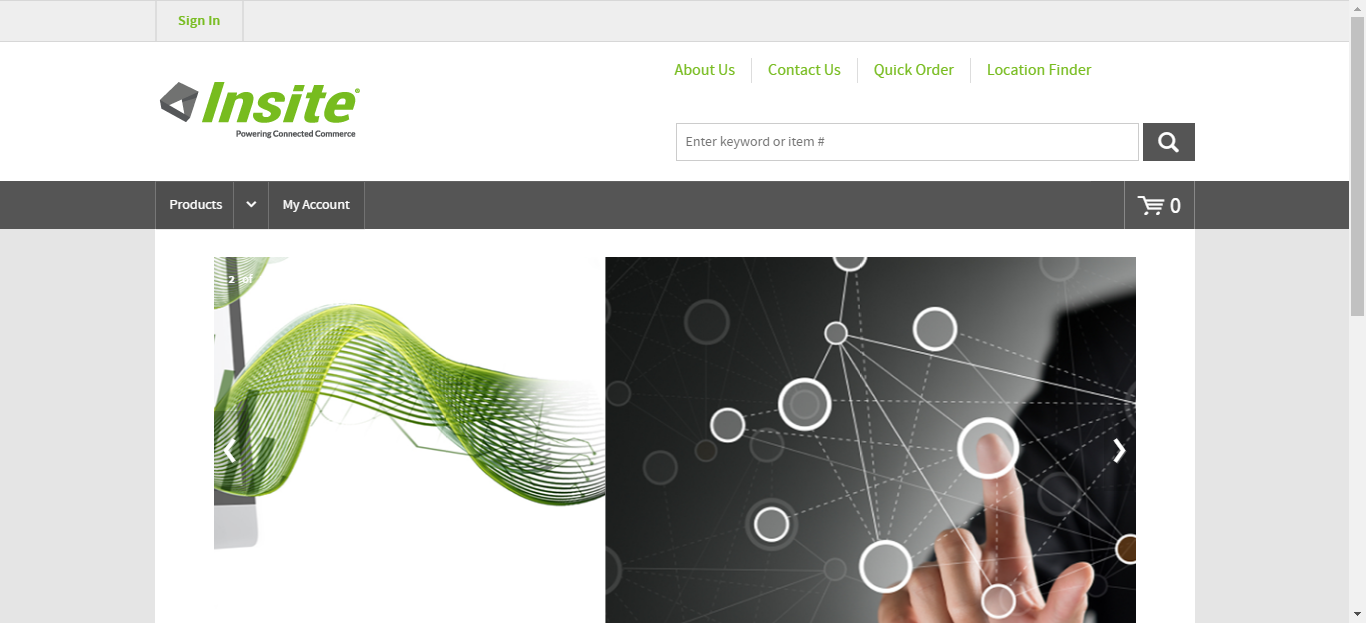 Sign In
About Us
Contact Us
Quick Order
Location Finder
Insite
Powering Connected Commerce
Enter keyword or item #
Products
My Account
0
2 of